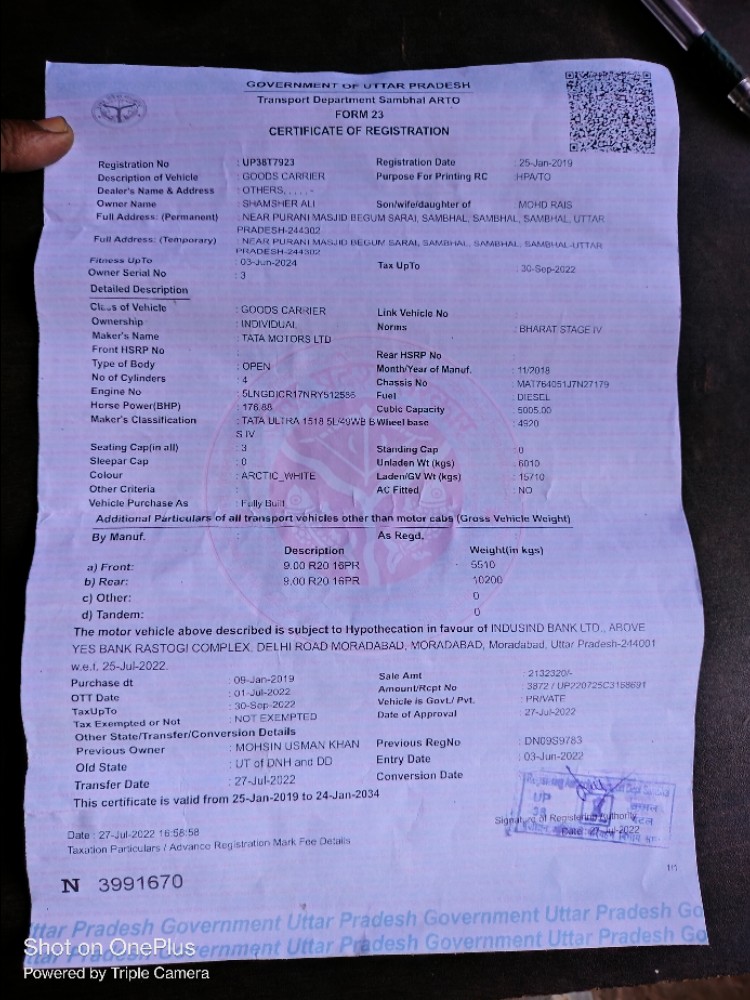 GOVERNMENT OF UTTAR PRADESH
Transport Department Sambhal ARTO
FORM 23
CERTIFICATE OF REGISTRATION
Registration No : UP38T7923 Registration Date : 25-Jan-2019
Description of Vehicle : GOODS CARRIER Purpose For Printing RC : HPA/TO
Dealer's Name & Address : OTHERS, , , , , -
Owner Name : SHAMSHER ALI Son/wife/daughter of : MOHD RAIS
Full Address: (Permanent) : NEAR PURANI MASJID BEGUM SARAI, SAMBHAL, SAMBHAL, SAMBHAL, UTTAR
PRADESH-244302
Full Address: (Temporary) : NEAR PURANI MASJID BEGUM SARAI, SAMBHAL, SAMBHAL, SAMBHAL-UTTAR
PRADESH-244302
Fitness UpTo : 03-Jun-2024 Tax UpTo : 30-Sep-2022
Owner Serial No : 3
Detailed Description
Class of Vehicle : GOODS CARRIER Link Vehicle No
Ownership : INDIVIDUAL Norms : BHARAT STAGE IV
Maker's Name : TATA MOTORS LTD
Front HSRP No : Rear HSRP No
Type of Body : OPEN Month/Year of Manuf. : 11/2018
No of Cylinders : 4 Chassis No : MAT764051J7N27179
Engine No : 5LNGDICR17NRY512586 Fuel : DIESEL
Horse Power(BHP) : 176.88 Cubic Capacity : 5005.00
Maker's Classification : TATA ULTRA 1518 5L/49WB B Wheel base : 4920
S IV
Seating Cap(in all) : 3 Standing Cap : 0
Sleepar Cap : 0 Unladen Wt (kgs) : 6010
Colour : ARCTIC_WHITE Laden/GV Wt (kgs) : 15710
Other Criteria : AC Fitted : NO
Vehicle Purchase As : Fully Built
Additional Particulars of all transport vehicles other than motor cabs (Gross Vehicle Weight)
By Manuf. : As Regd.
Description Weight(in kgs)
a) Front: 9.00 R20 16PR 5510
b) Rear: 9.00 R20 16PR 10200
c) Other: 0
d) Tandem: 0
The motor vehicle above described is subject to Hypothecation in favour of INDUSIND BANK LTD., ABOVE
YES BANK RASTOGI COMPLEX, DELHI ROAD MORADABAD, MORADABAD, Moradabad, Uttar Pradesh-244001
w.e.f. 25-Jul-2022.
Purchase dt : 09-Jan-2019 Sale Amt : 2132320/-
OTT Date : 01-Jul-2022 Amount/Rcpt No : 3872 / UP220725C3168691
TaxUpTo : 30-Sep-2022 Vehicle is Govt./ Pvt. : PRIVATE
Tax Exempted or Not : NOT EXEMPTED Date of Approval : 27-Jul-2022
Other State/Transfer/Conversion Details
Previous Owner : MOHSIN USMAN KHAN Previous RegNo : DN09S9783
Old State : UT of DNH and DD Entry Date : 03-Jun-2022
Transfer Date : 27-Jul-2022 Conversion Date
This certificate is valid from 25-Jan-2019 to 24-Jan-2034
UP
38
Signature of Registering Authority
Date : 27-Jul-2022
Date : 27-Jul-2022 16:58:58
Taxation Particulars / Advance Registration Mark Fee Details
1/1
N 3991670
ttar Pradesh Government Uttar Pradesh Government Uttar Pradesh Go
ttar Pradesh Government Uttar Pradesh Government Uttar Pradesh Go
Shot on OnePlus
Powered by Triple Camera